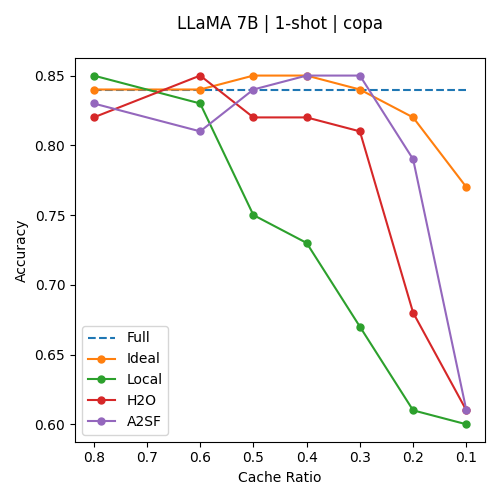 LLaMA 7B | 1-shot | copa
Accuracy
0.85
0.80
0.75
0.70
0.65
0.60
Full
Ideal
Local
H2O
A2SF
0.8 0.7 0.6 0.5 0.4 0.3 0.2 0.1
Cache Ratio